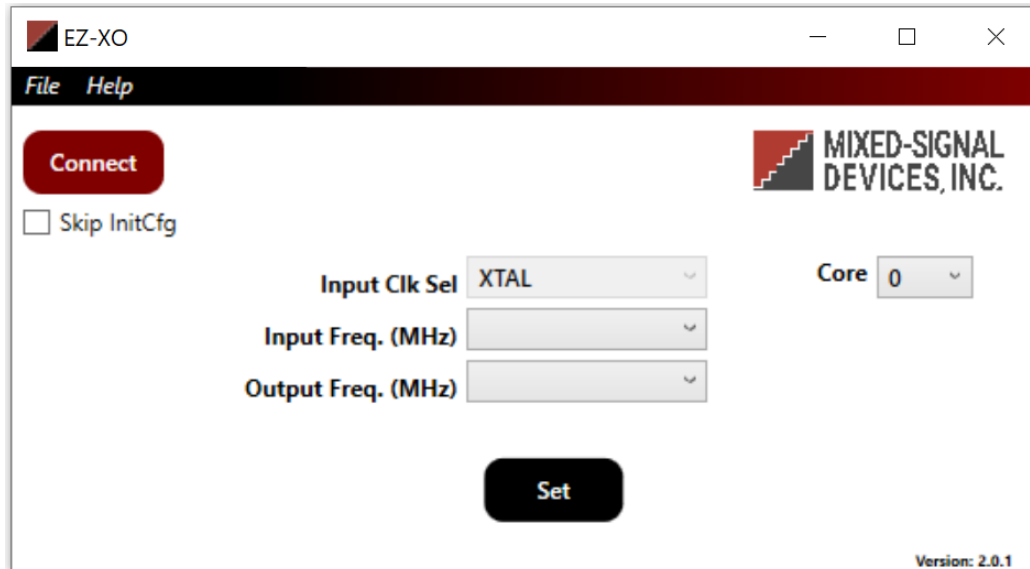 EZ-XO
File Help
Connect
MIXED-SIGNAL
DEVICES, INC.
Skip InitCfg
Input Clk Sel XTAL Core 0
Input Freq. (MHz)
Output Freq. (MHz)
Set
Version: 2.0.1